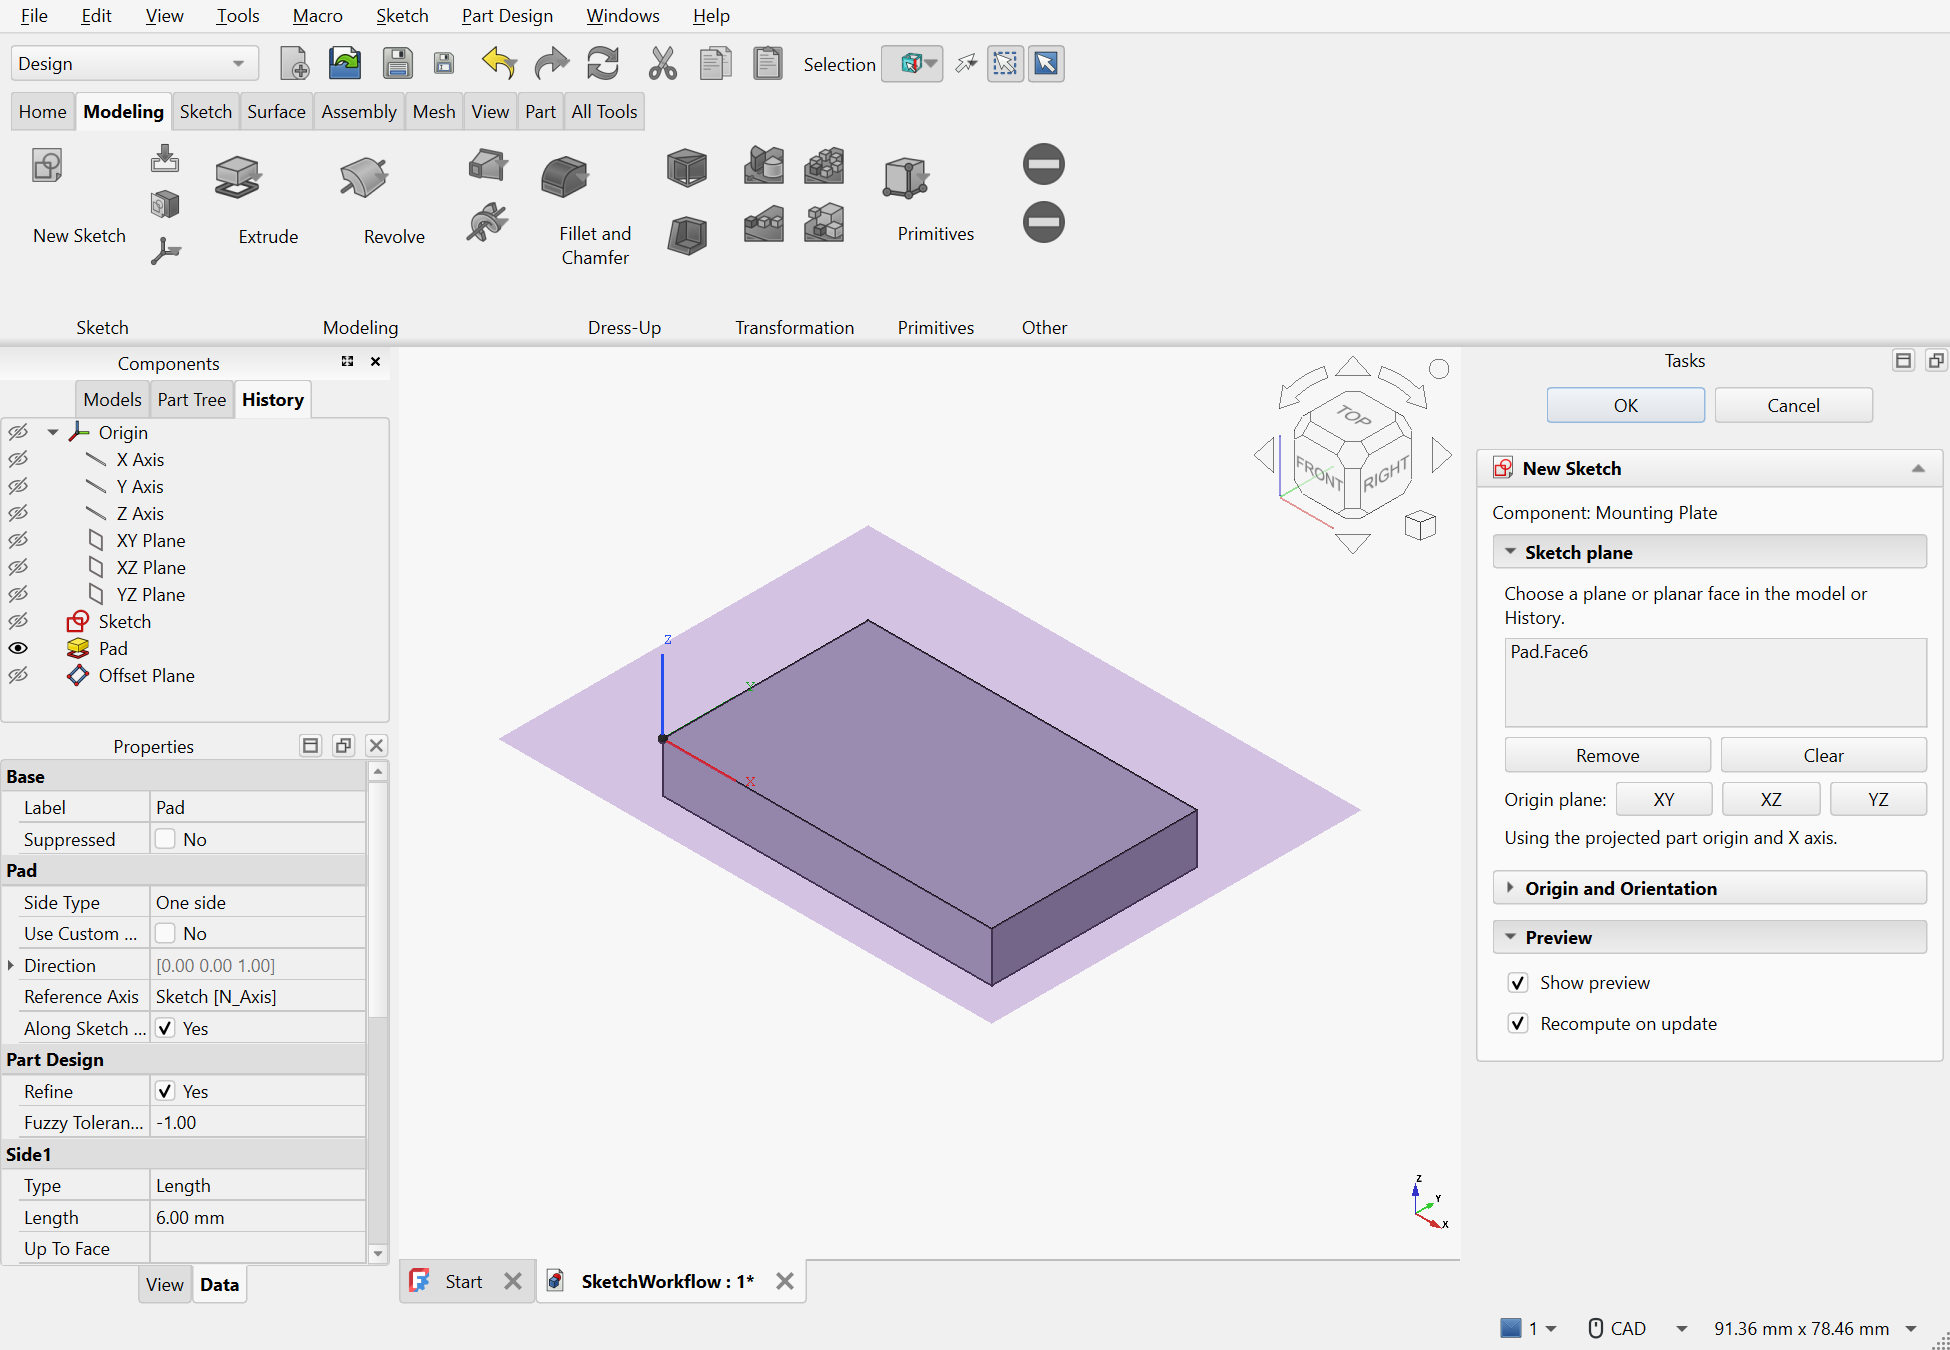 File Edit View Tools Macro Sketch Part Design Windows Help
Design
Selection
Home Modeling Sketch Surface Assembly Mesh View Part All Tools
New Sketch
Extrude
Revolve
Fillet and
Chamfer
Primitives
Sketch Modeling Dress-Up Transformation Primitives Other
Components
Models Part Tree History
Origin
X Axis
Y Axis
Z Axis
XY Plane
XZ Plane
YZ Plane
Sketch
Pad
Offset Plane
Properties
Base
Label Pad
Suppressed No
Pad
Side Type One side
Use Custom ... No
Direction [0.00 0.00 1.00]
Reference Axis Sketch [N_Axis]
Along Sketch ... Yes
Part Design
Refine Yes
Fuzzy Toleran... -1.00
Side1
Type Length
Length 6.00 mm
Up To Face
View Data
TOP
FRONT
RIGHT
Z
Y
X
Z
Y
X
Start
SketchWorkflow : 1*
Tasks
OK Cancel
New Sketch
Component: Mounting Plate
Sketch plane
Choose a plane or planar face in the model or
History.
Pad.Face6
Remove Clear
Origin plane: XY XZ YZ
Using the projected part origin and X axis.
Origin and Orientation
Preview
Show preview
Recompute on update
1 CAD 91.36 mm x 78.46 mm